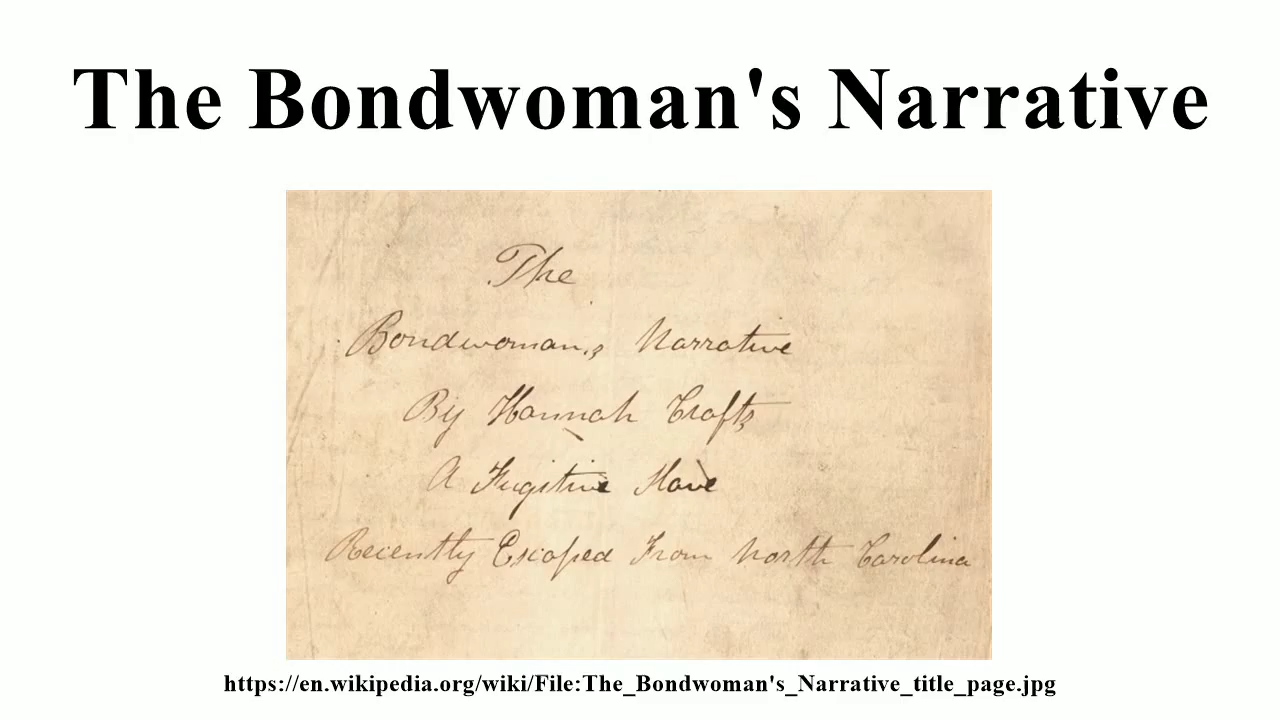 The Bondwoman's Narrative
The
Bondwoman,s Narrative
By Hannah Crafts
A Fugitive Slave
Recently Escaped From North Carolina
https://en.wikipedia.org/wiki/File:The_Bondwoman's_Narrative_title_page.jpg